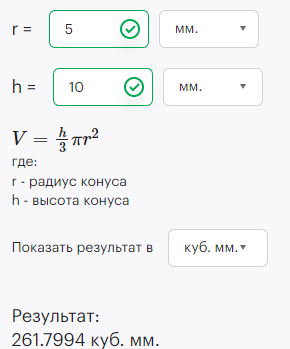 r = 5 мм.
h = 10 мм.
V = h/3 πr²
где:
r - радиус конуса
h - высота конуса
Показать результат в куб. мм.
Результат:
261.7994 куб. мм.